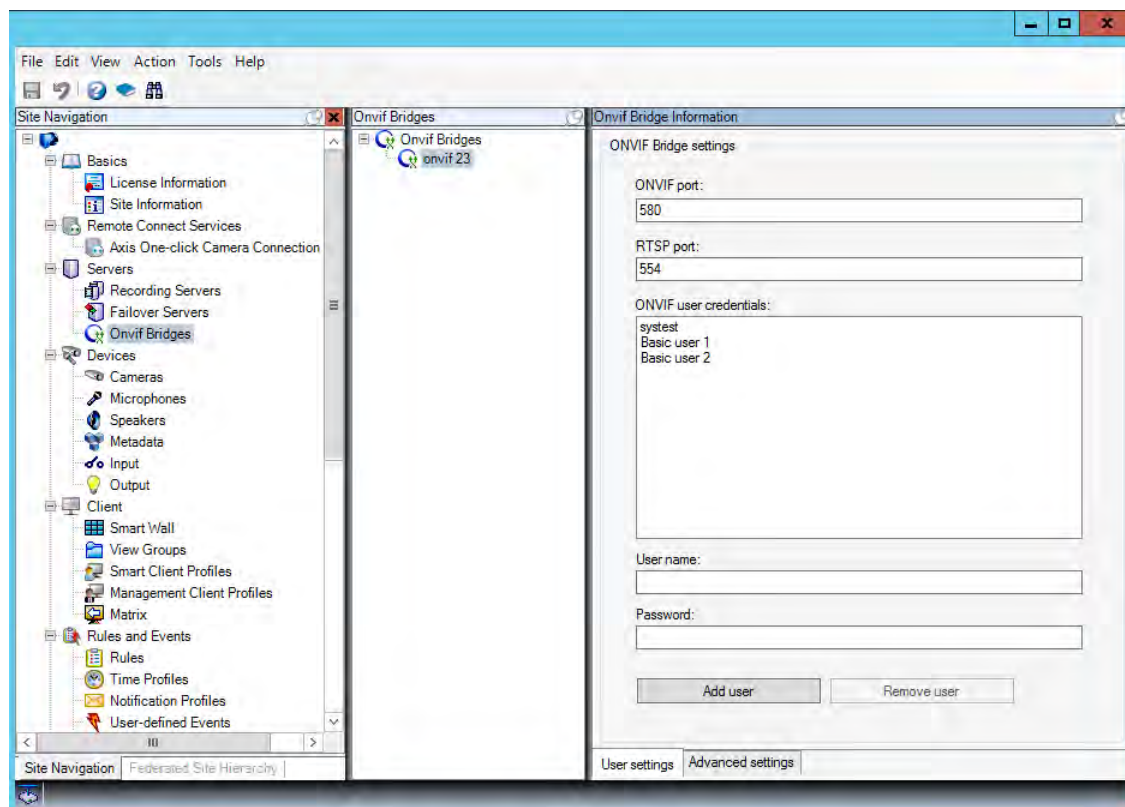 File Edit View Action Tools Help
Site Navigation
Basics
License Information
Site Information
Remote Connect Services
Axis One-click Camera Connection
Servers
Recording Servers
Failover Servers
Onvif Bridges
Devices
Cameras
Microphones
Speakers
Metadata
Input
Output
Client
Smart Wall
View Groups
Smart Client Profiles
Management Client Profiles
Matrix
Rules and Events
Rules
Time Profiles
Notification Profiles
User-defined Events
Site Navigation Federated Site Hierarchy
Onvif Bridges
Onvif Bridges
onvif 23
Onvif Bridge Information
ONVIF Bridge settings
ONVIF port:
580
RTSP port:
554
ONVIF user credentials:
systest
Basic user 1
Basic user 2
User name:
Password:
Add user Remove user
User settings Advanced settings